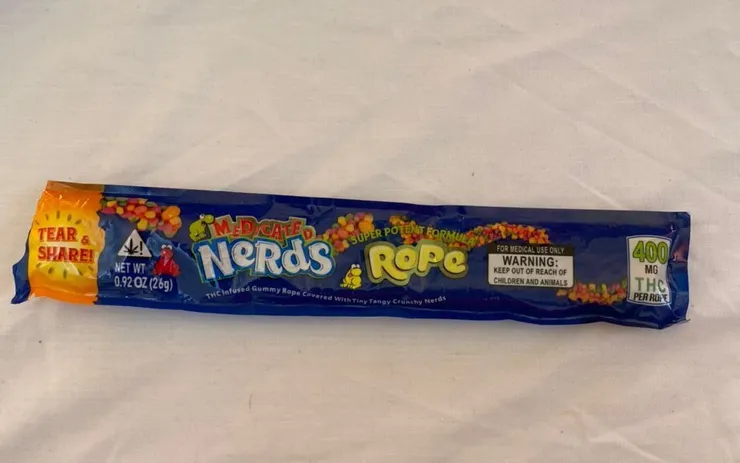 TEAR &
SHARE!
NET WT
0.92 OZ (26g)
MEDICATED
NeRds
SUPER POTENT FORMULA
RoPe
THC Infused Gummy Rope Covered With Tiny Tangy Crunchy Nerds
FOR MEDICAL USE ONLY
WARNING:
KEEP OUT OF REACH OF
CHILDREN AND ANIMALS
400
MG
THC
PER ROPE